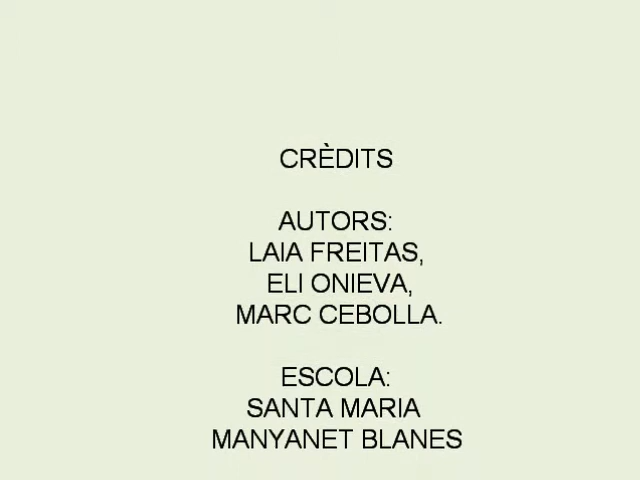 CRÈDITS
AUTORS:
LAIA FREITAS,
ELI ONIEVA,
MARC CEBOLLA.
ESCOLA:
SANTA MARIA
MANYANET BLANES